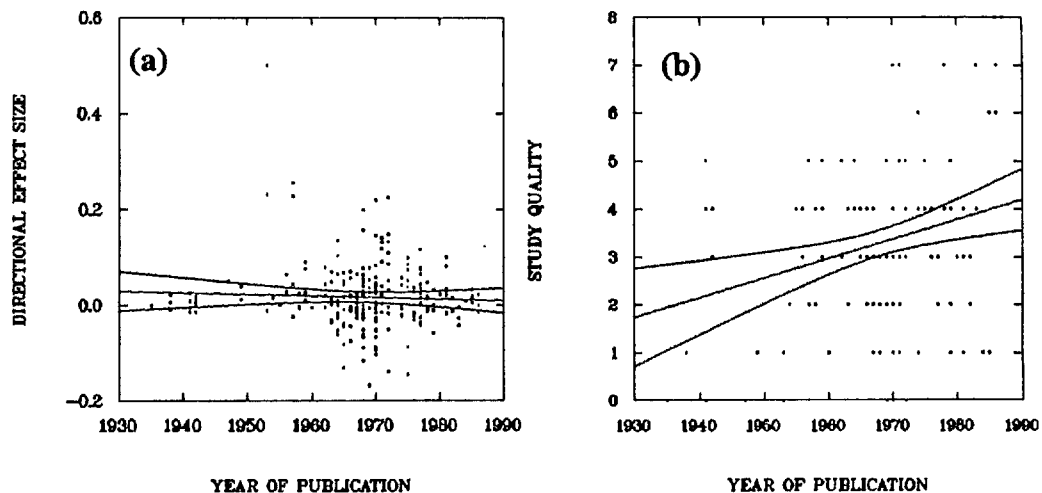 (a)
0.6
0.4
0.2
0.0
−0.2
DIRECTIONAL EFFECT SIZE
1930 1940 1950 1960 1970 1980 1990
YEAR OF PUBLICATION
(b)
8
7
6
5
4
3
2
1
0
STUDY QUALITY
1930 1940 1950 1960 1970 1980 1990
YEAR OF PUBLICATION